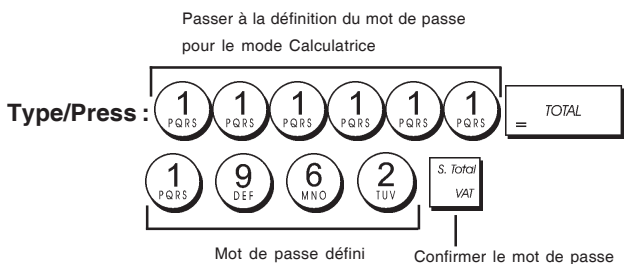 Passer à la définition du mot de passe
pour le mode Calculatrice
Type/Press : 1 1 1 1 1 1 = TOTAL
PQRS PQRS PQRS PQRS PQRS PQRS
1 9 6 2 S. Total
PQRS DEF MNO TUV VAT
Mot de passe défini Confirmer le mot de passe